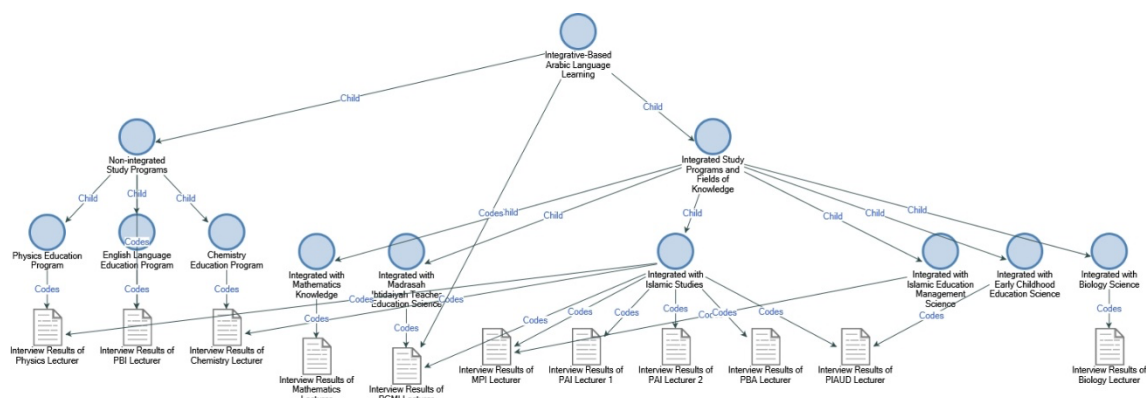 Integrative-Based
Arabic Language
Learning
Child
Child
Non-integrated
Study Programs
Integrated Study
Programs and
Fields of
Knowledge
Child
Child
Child
Codes
Child
Child
Child
Child
Child
Physics Education
Program
English Language
Education Program
Chemistry
Education Program
Codes
Integrated with
Mathematics
Knowledge
Integrated with
Madrasah
Ibtidaiyah Teacher
Education Science
Integrated with
Islamic Studies
Integrated with
Islamic Education
Management
Science
Integrated with
Early Childhood
Education Science
Integrated with
Biology Science
Codes
Codes
Codes
Codes
Codes
Codes
Codes
Codes
Codes
Codes
Codes
Codes
Codes
Codes
Interview Results of
Physics Lecturer
Interview Results of
PBI Lecturer
Interview Results of
Chemistry Lecturer
Interview Results of
Mathematics
Interview Results of
Interview Results of
MPI Lecturer
Interview Results of
PAI Lecturer 1
Interview Results of
PAI Lecturer 2
Interview Results of
PBA Lecturer
Interview Results of
PIAUD Lecturer
Interview Results of
Biology Lecturer